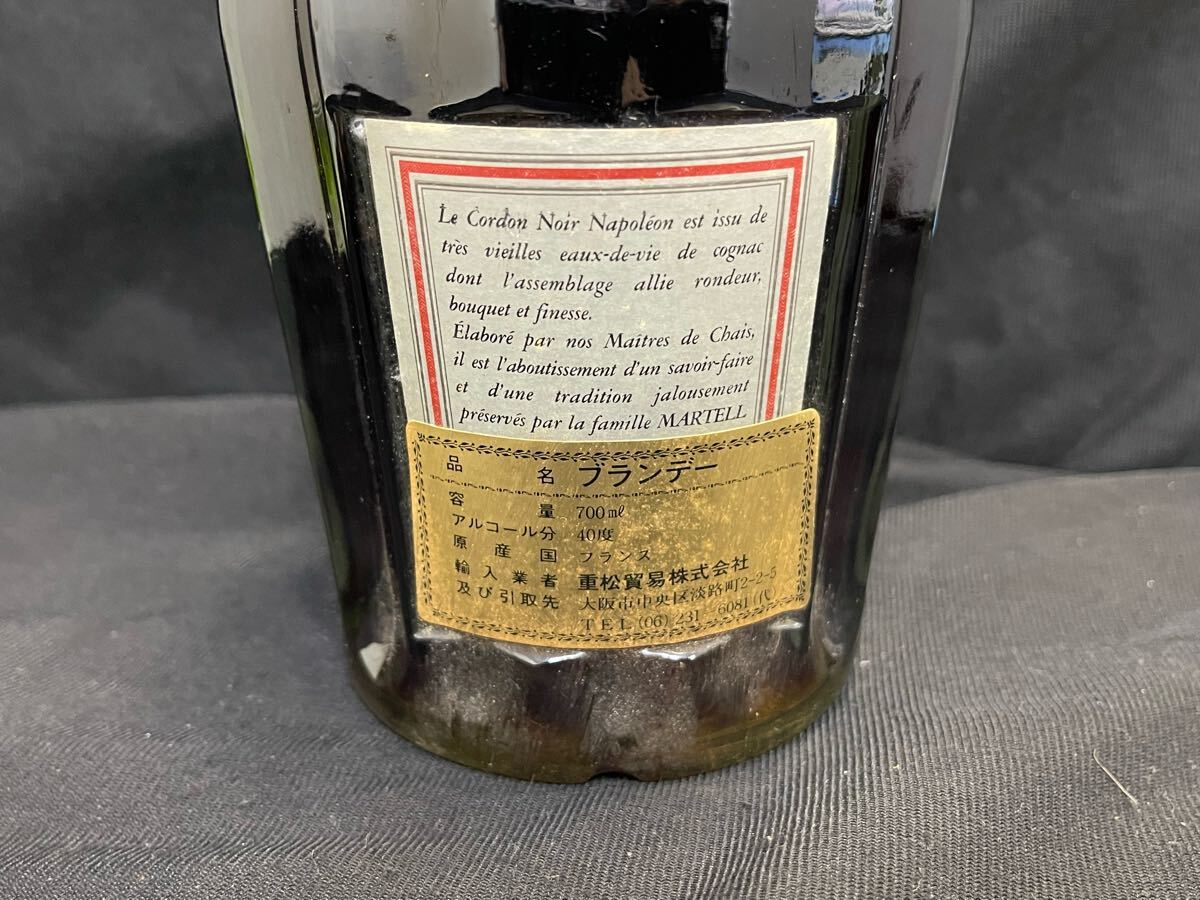 Le Cordon Noir Napoléon est issu de
très vieilles eaux-de-vie de cognac
dont l'assemblage allie rondeur,
bouquet et finesse.
Élaboré par nos Maîtres de Chais,
il est l'aboutissement d'un savoir-faire
et d'une tradition jalousement
préservés par la famille MARTELL
品名 ブランデー
容量 700mℓ
アルコール分 40度
原産国 フランス
輸入業者 重松貿易株式会社
及び引取先 大阪市中央区淡路町2-2-5
TEL (06) 231-6081 (代)